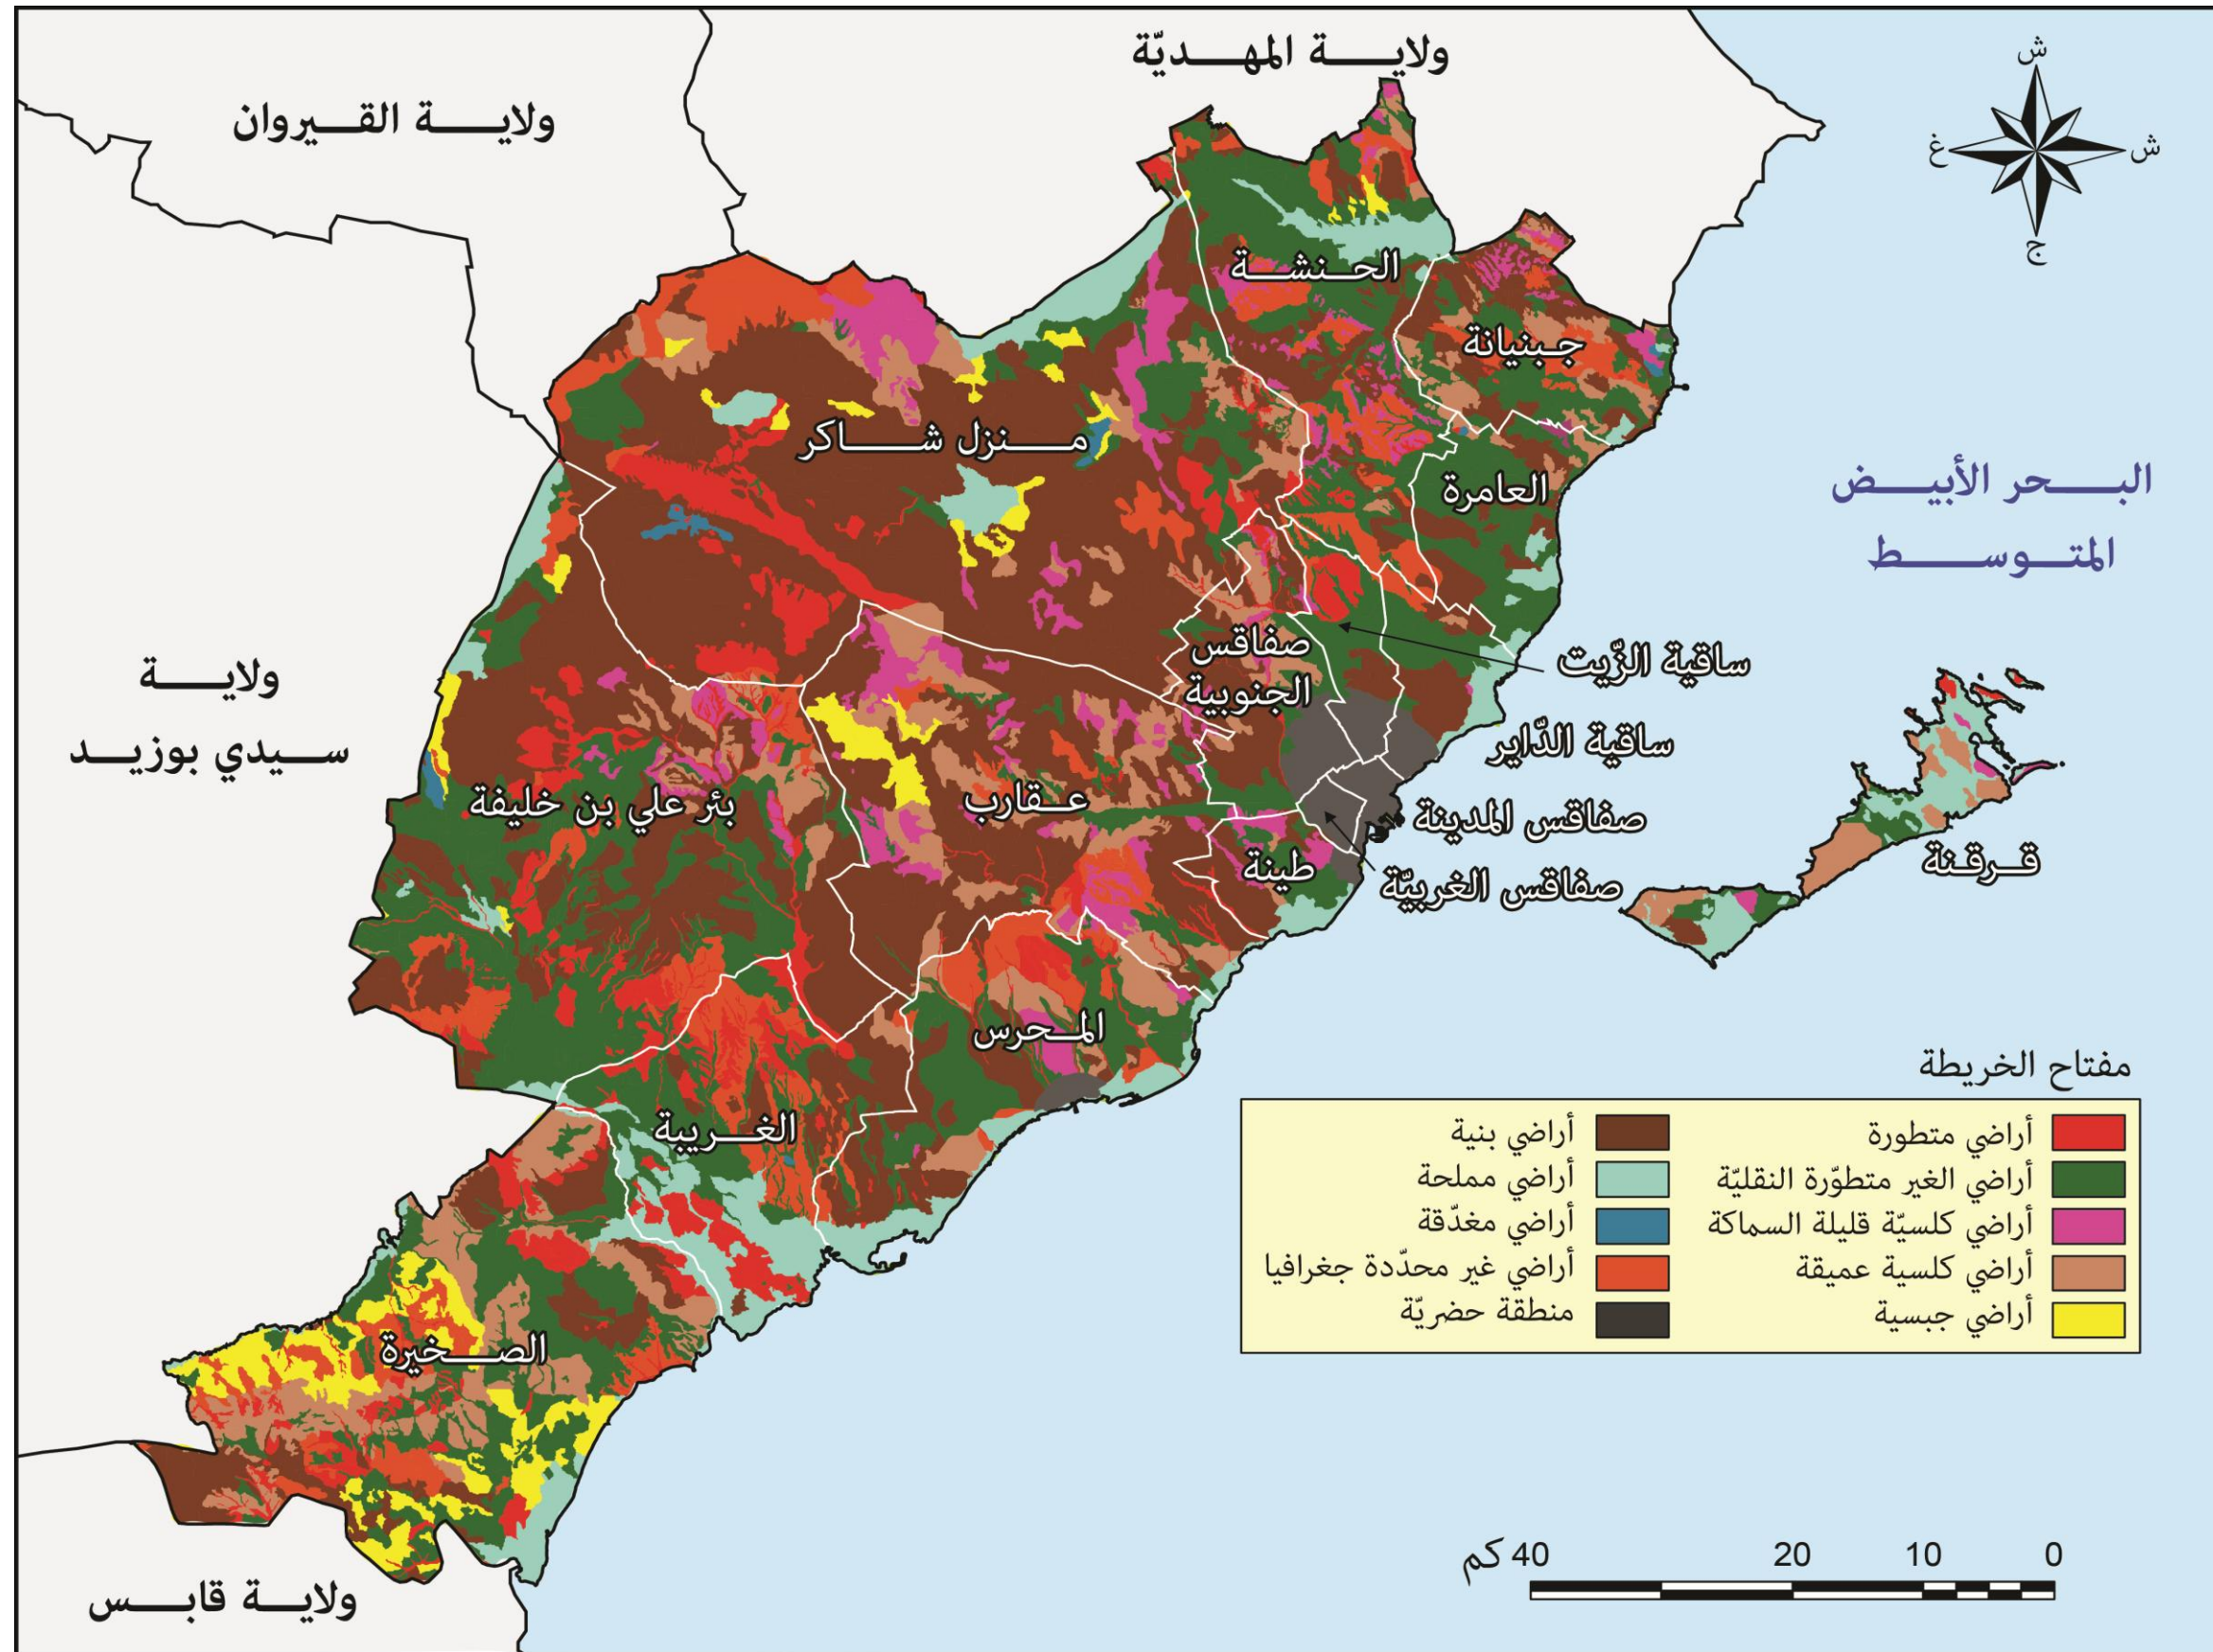 ولاية المهديّة
ولاية القيروان
ش
غ
ش
ج
الحنشة
جبنيانة
منزل شاكر
العامرة
البحر الأبيض
المتوسط
صفاقس
الجنوبية
ساقية الزّيت
ولاية
سيدي بوزيد
ساقية الدّاير
بئر علي بن خليفة
عقارب
صفاقس المدينة
طينة
صفاقس الغربيّة
قرقنة
المحرس
الغريبة
الصخيرة
ولاية قابس
مفتاح الخريطة
أراضي متطورة
أراضي بنية
أراضي الغير متطوّرة النقليّة
أراضي مملحة
أراضي كلسيّة قليلة السماكة
أراضي مغدّقة
أراضي كلسية عميقة
أراضي غير محدّدة جغرافيا
أراضي جبسية
منطقة حضريّة
0 10 20 40 كم